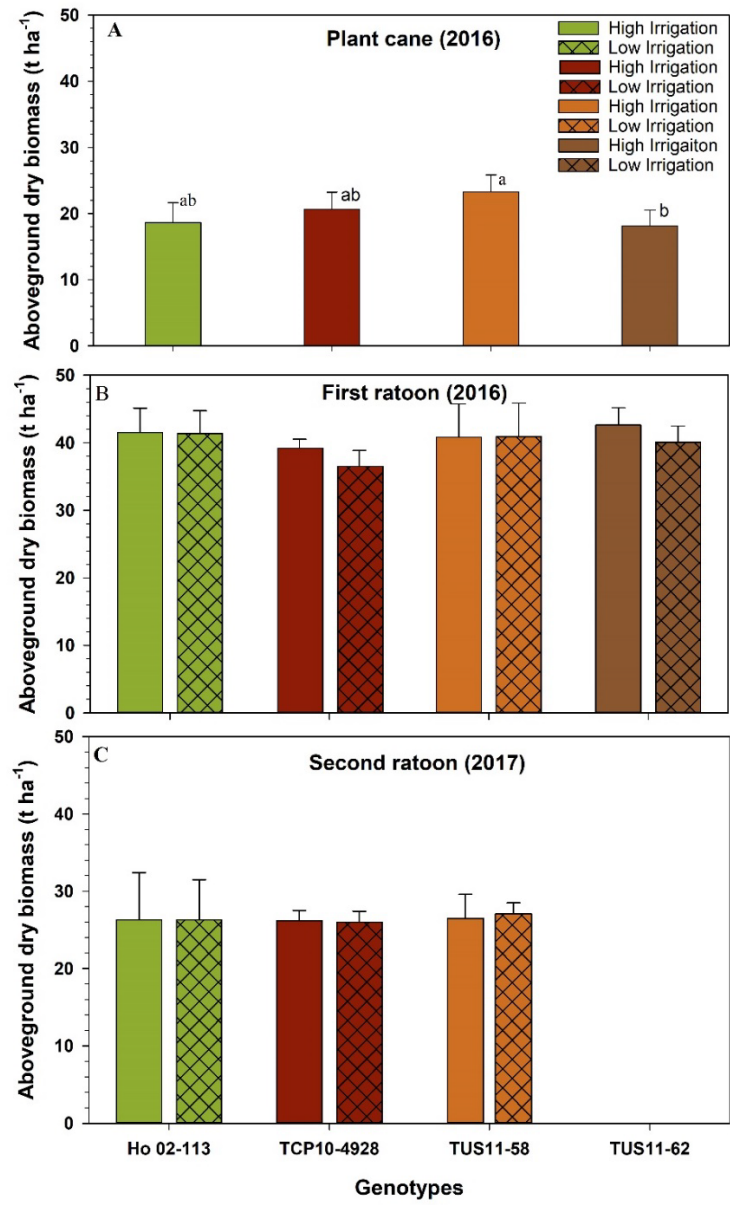 A
Plant cane (2016)
High Irrigation
Low Irrigation
High Irrigation
Low Irrigation
High Irrigation
Low Irrigation
High Irrigaiton
Low Irrigation
Aboveground dry biomass (t ha⁻¹)
50
40
30
20
10
0
ab
ab
a
b
B
First ratoon (2016)
Aboveground dry biomass (t ha⁻¹)
50
40
30
20
10
0
C
Second ratoon (2017)
Aboveground dry biomass (t ha⁻¹)
50
40
30
20
10
0
Ho 02-113 TCP10-4928 TUS11-58 TUS11-62
Genotypes